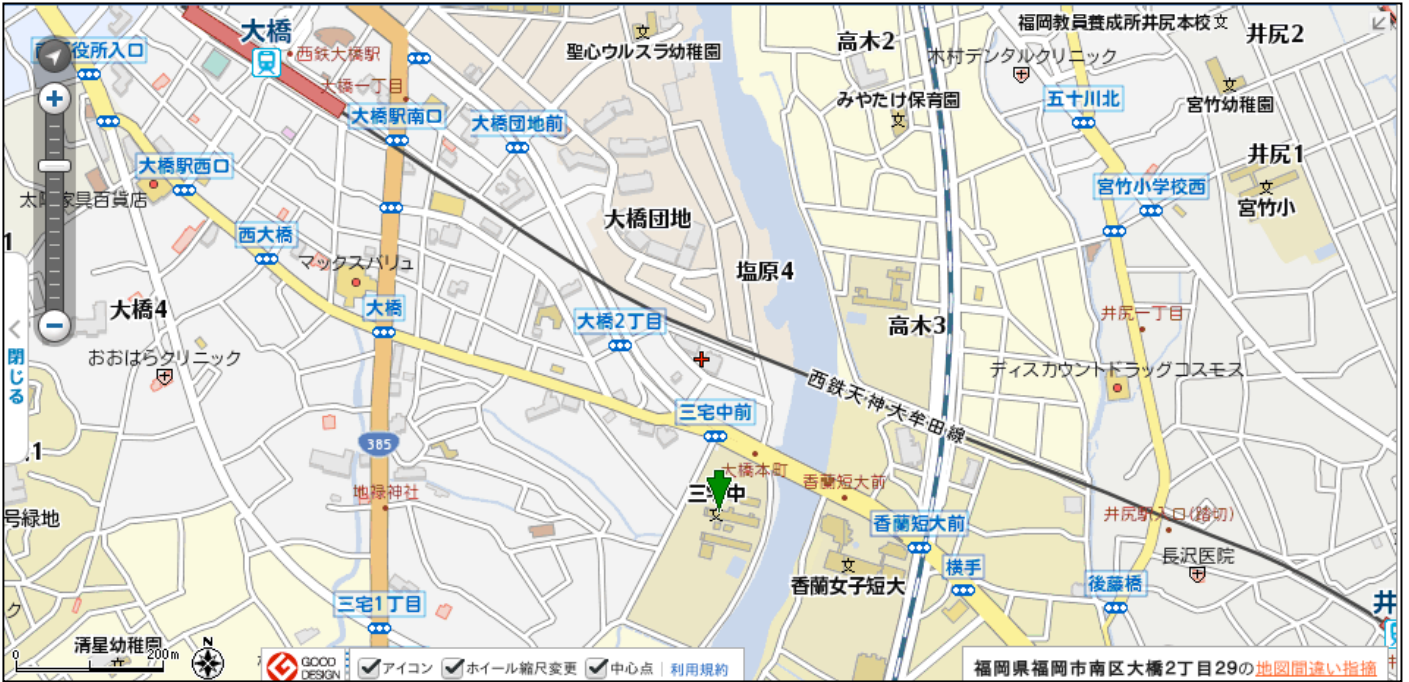 大橋
西鉄大橋駅
役所入口
聖心ウルスラ幼稚園
高木2
福岡教員養成所井尻本校
井尻2
木村デンタルクリニック
大橋一丁目
大橋駅南口
大橋団地前
みやたけ保育園
五十川北
宮竹幼稚園
大橋駅西口
井尻1
宮竹小学校西
宮竹小
家具百貨店
大橋団地
西大橋
マックスバリュ
塩原4
1
大橋4
大橋
大橋2丁目
高木3
井尻一丁目
おおはらクリニック
閉じる
ディスカウントドラッグコスモス
西鉄天神大牟田線
三宅中前
385
.1
大橋本町
香蘭短大前
三宅中
地禄神社
号緑地
香蘭短大前
井尻駅入口(踏切)
長沢医院
横手
香蘭女子短大
後藤橋
三宅1丁目
井
ク
清星幼稚園
0 200m
N
GOOD
DESIGN
アイコン ホイール縮尺変更 中心点 | 利用規約
福岡県福岡市南区大橋2丁目29の地図間違い指摘